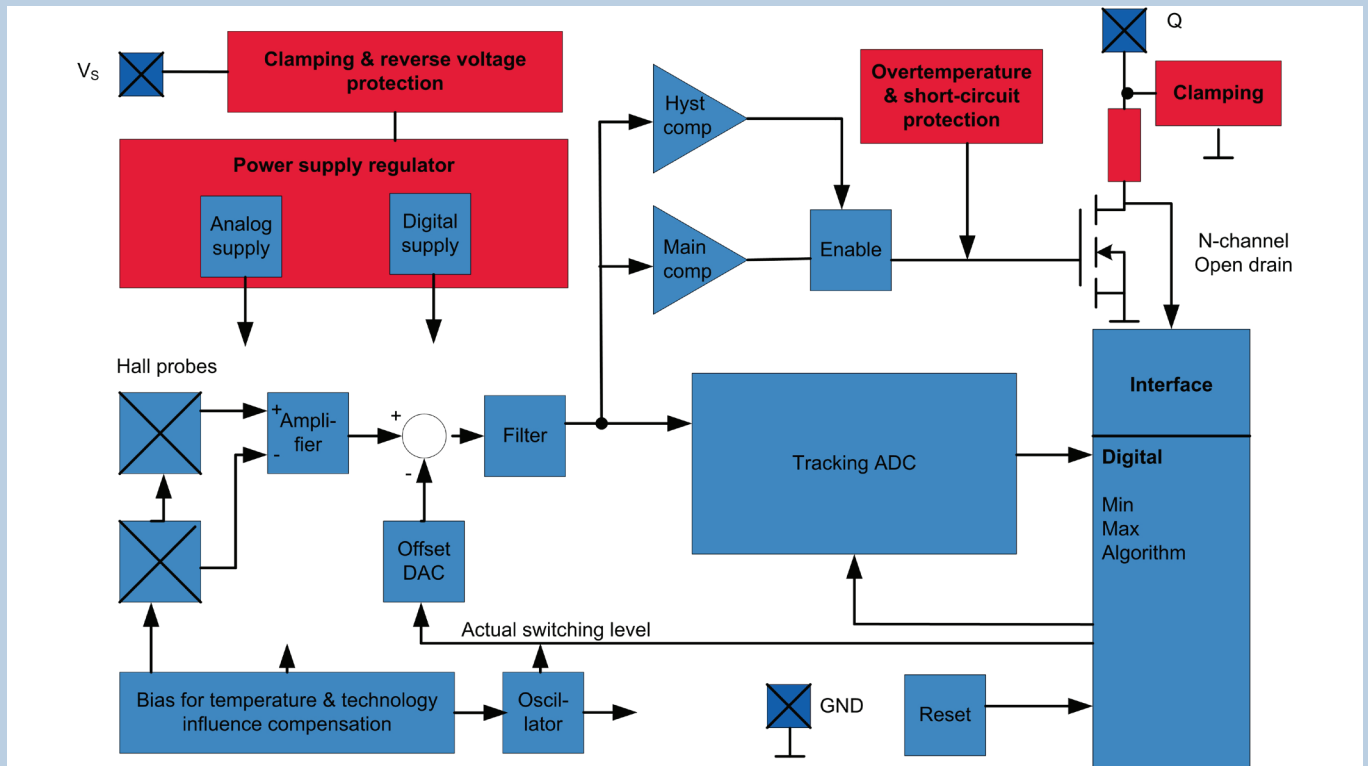 Q
V_S
Clamping & reverse voltage
protection
Power supply regulator
Analog
supply
Digital
supply
Hyst
comp
Main
comp
Overtemperature
& short-circuit
protection
Enable
Clamping
N-channel
Open drain
Hall probes
+
-
Ampli-
fier
+
-
Filter
Offset
DAC
Tracking ADC
Interface
Digital
Min
Max
Algorithm
Actual switching level
Bias for temperature & technology
influence compensation
Oscil-
lator
GND
Reset